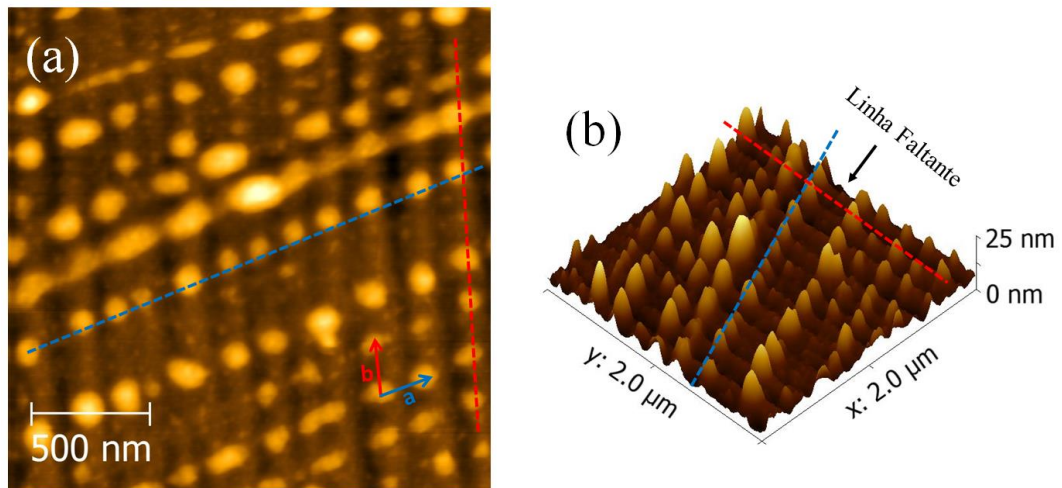 (a)
b
a
500 nm
(b)
Linha Faltante
25 nm
0 nm
y: 2.0 µm
x: 2.0 µm